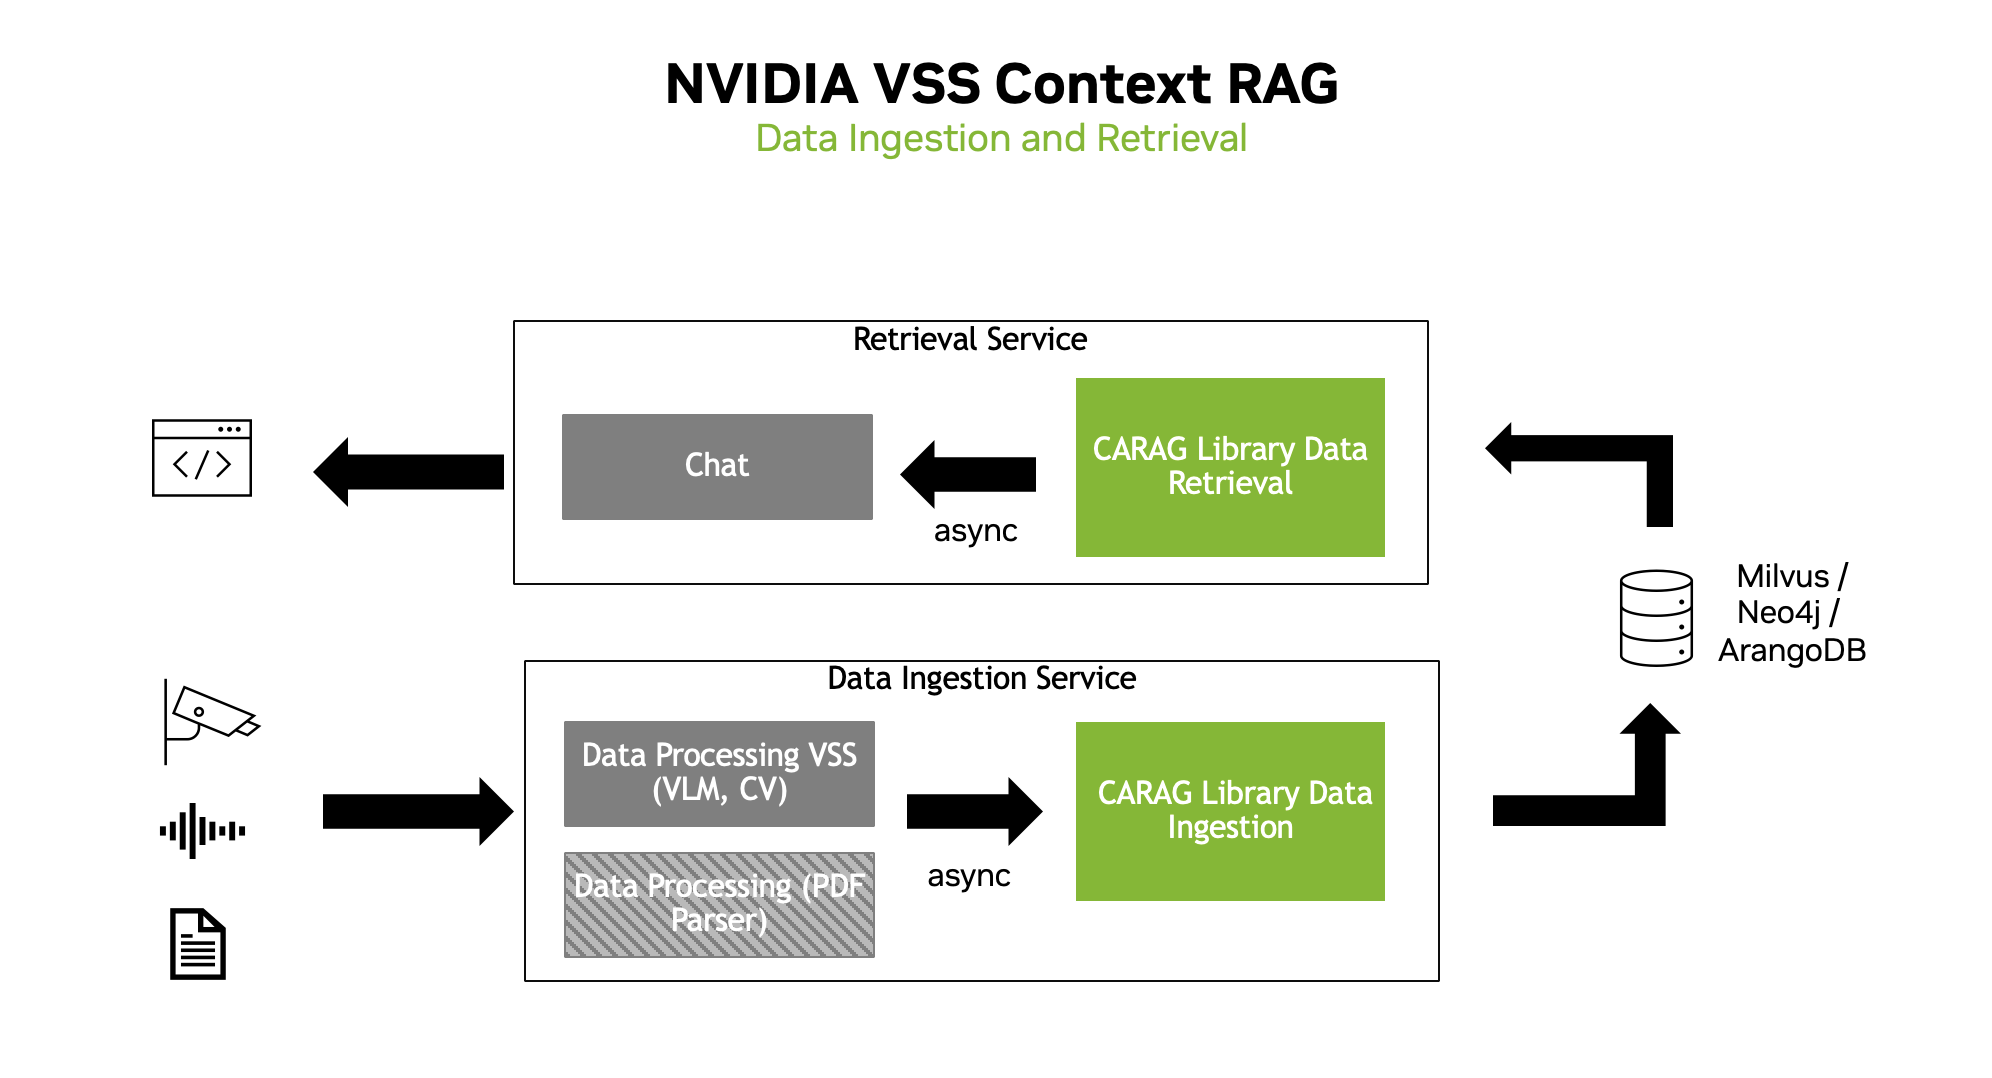 NVIDIA VSS Context RAG
Data Ingestion and Retrieval
Retrieval Service
</>
Chat
async
CARAG Library Data
Retrieval
Milvus /
Neo4j /
ArangoDB
Data Ingestion Service
Data Processing VSS
(VLM, CV)
Data Processing (PDF
Parser)
async
CARAG Library Data
Ingestion